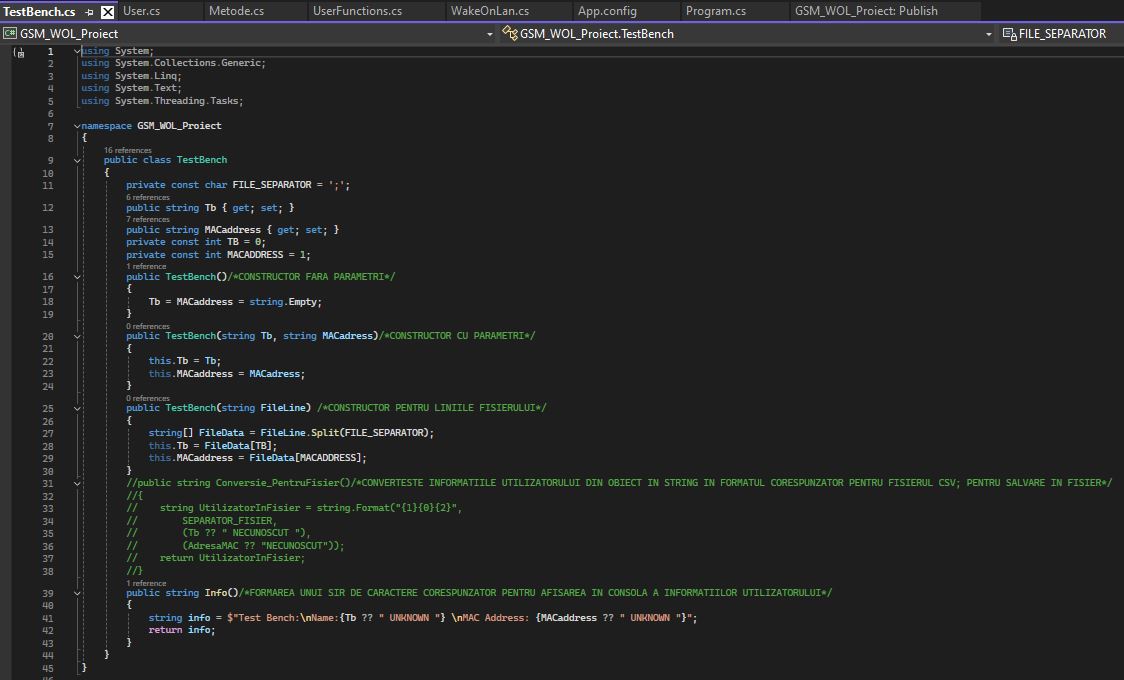 TestBench.cs User.cs Metode.cs UserFunctions.cs WakeOnLan.cs App.config Program.cs GSM_WOL_Project: Publish
C# GSM_WOL_Project GSM_WOL_Project.TestBench FILE_SEPARATOR
1 using System;
2 using System.Collections.Generic;
3 using System.Linq;
4 using System.Text;
5 using System.Threading.Tasks;
6
7 namespace GSM_WOL_Proiect
8 {
16 references
9 public class TestBench
10 {
11 private const char FILE_SEPARATOR = ';';
6 references
12 public string Tb { get; set; }
7 references
13 public string MACaddress { get; set; }
14 private const int TB = 0;
15 private const int MACADDRESS = 1;
1 reference
16 public TestBench()/*CONSTRUCTOR FARA PARAMETRI*/
17 {
18 Tb = MACaddress = string.Empty;
19 }
0 references
20 public TestBench(string Tb, string MACadress)/*CONSTRUCTOR CU PARAMETRI*/
21 {
22 this.Tb = Tb;
23 this.MACaddress = MACadress;
24 }
0 references
25 public TestBench(string FileLine) /*CONSTRUCTOR PENTRU LINIILE FISIERULUI*/
26 {
27 string[] FileData = FileLine.Split(FILE_SEPARATOR);
28 this.Tb = FileData[TB];
29 this.MACaddress = FileData[MACADDRESS];
30 }
31 //public string Conversie_PentruFisier()/*CONVERTESTE INFORMATIILE UTILIZATORULUI DIN OBIECT IN STRING IN FORMATUL CORESPUNZATOR PENTRU FISIERUL CSV; PENTRU SALVARE IN FISIER*/
32 //{
33 // string UtilizatorInFisier = string.Format("{1}{0}{2}",
34 // SEPARATOR_FISIER,
35 // (Tb ?? " NECUNOSCUT "),
36 // (AdresaMAC ?? "NECUNOSCUT"));
37 // return UtilizatorInFisier;
38 //}
1 reference
39 public string Info()/*FORMAREA UNUI SIR DE CARACTERE CORESPUNZATOR PENTRU AFISAREA IN CONSOLA A INFORMATIILOR UTILIZATORULUI*/
40 {
41 string info = $"Test Bench:\nName:{Tb ?? " UNKNOWN "} \nMAC Address: {MACaddress ?? " UNKNOWN "}";
42 return info;
43 }
44 }
45 }